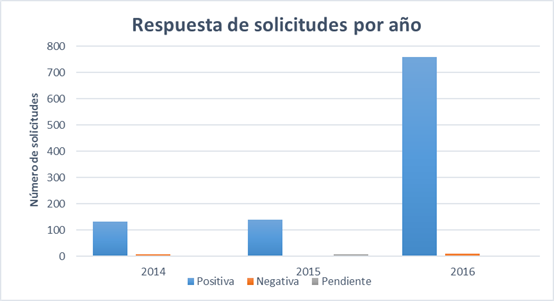 Respuesta de solicitudes por año
Número de solicitudes
800
700
600
500
400
300
200
100
0
2014 2015 2016
Positiva Negativa Pendiente